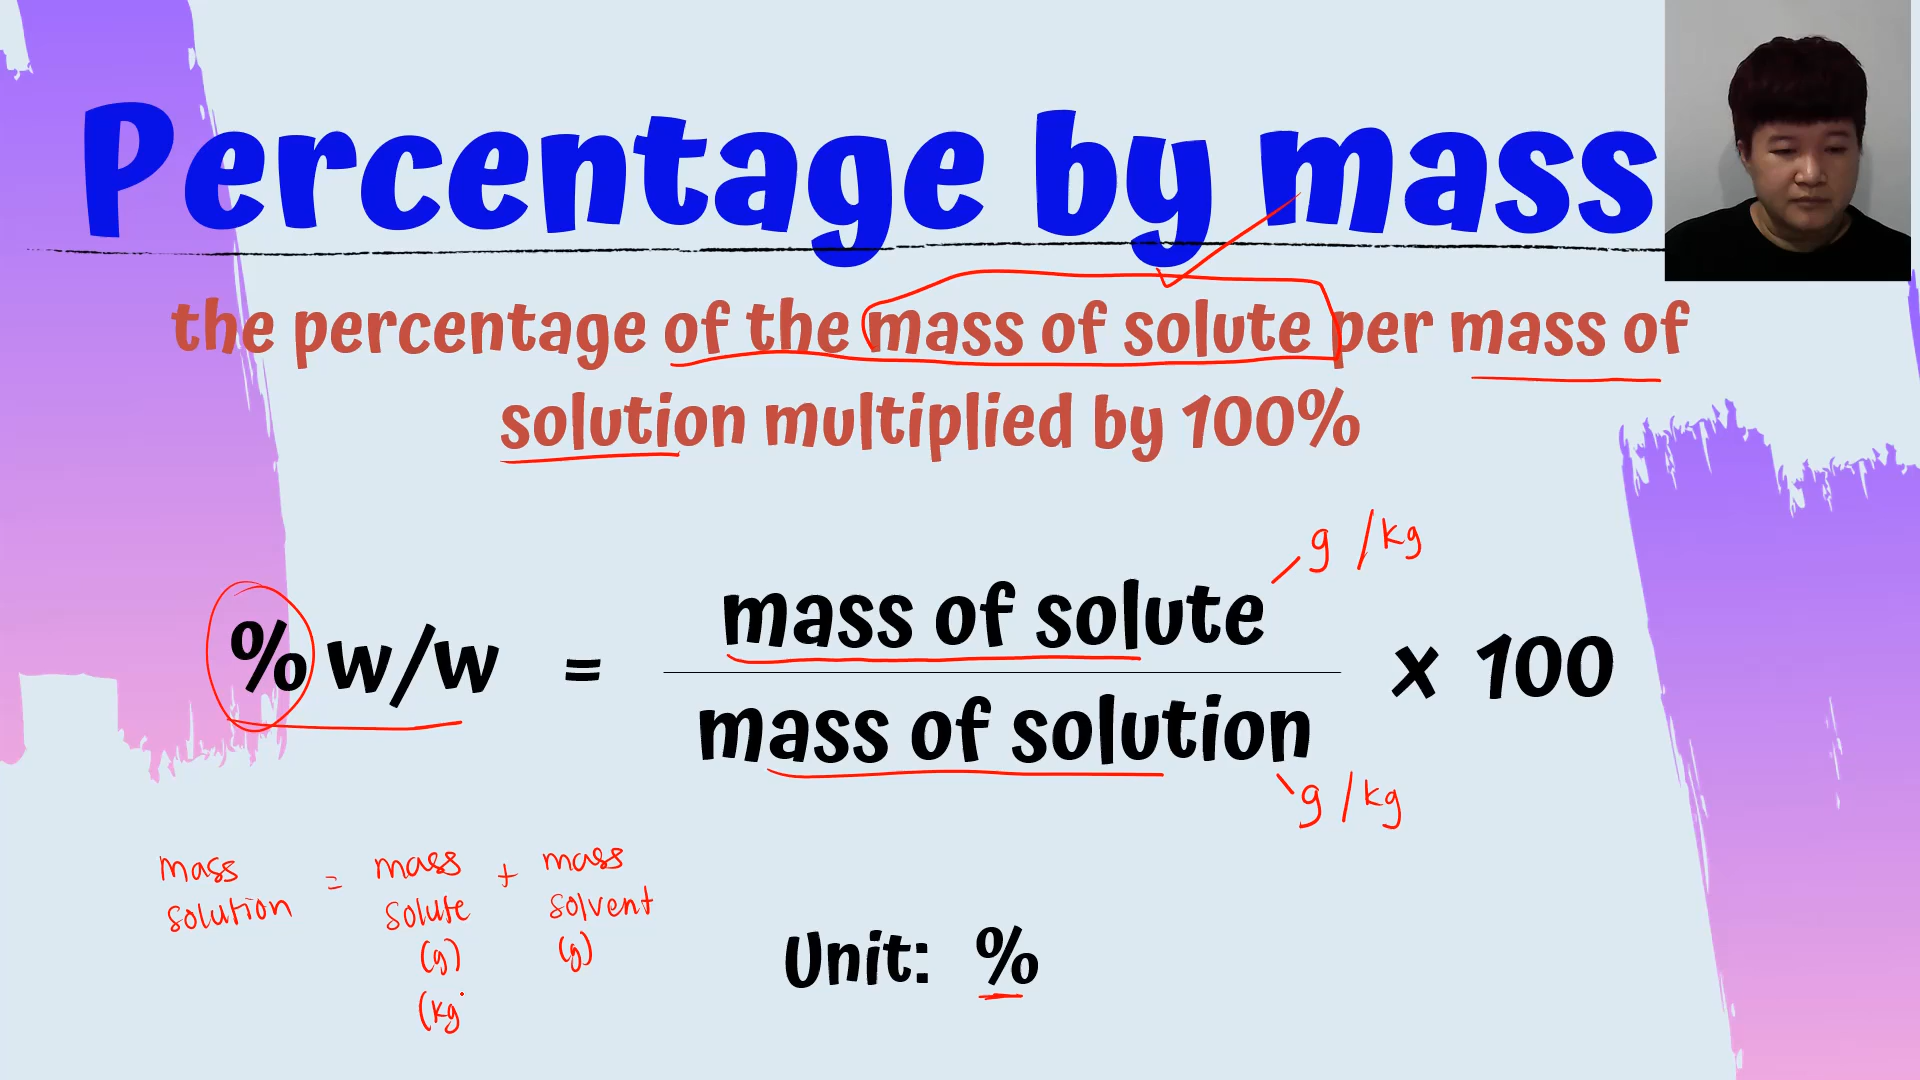 Percentage by mass
the percentage of the mass of solute per mass of
solution multiplied by 100%
g /kg
% w/w = mass of solute x 100
mass of solution
g /kg
mass solution = mass solute + mass solvent
(g) (g)
(kg
Unit: %